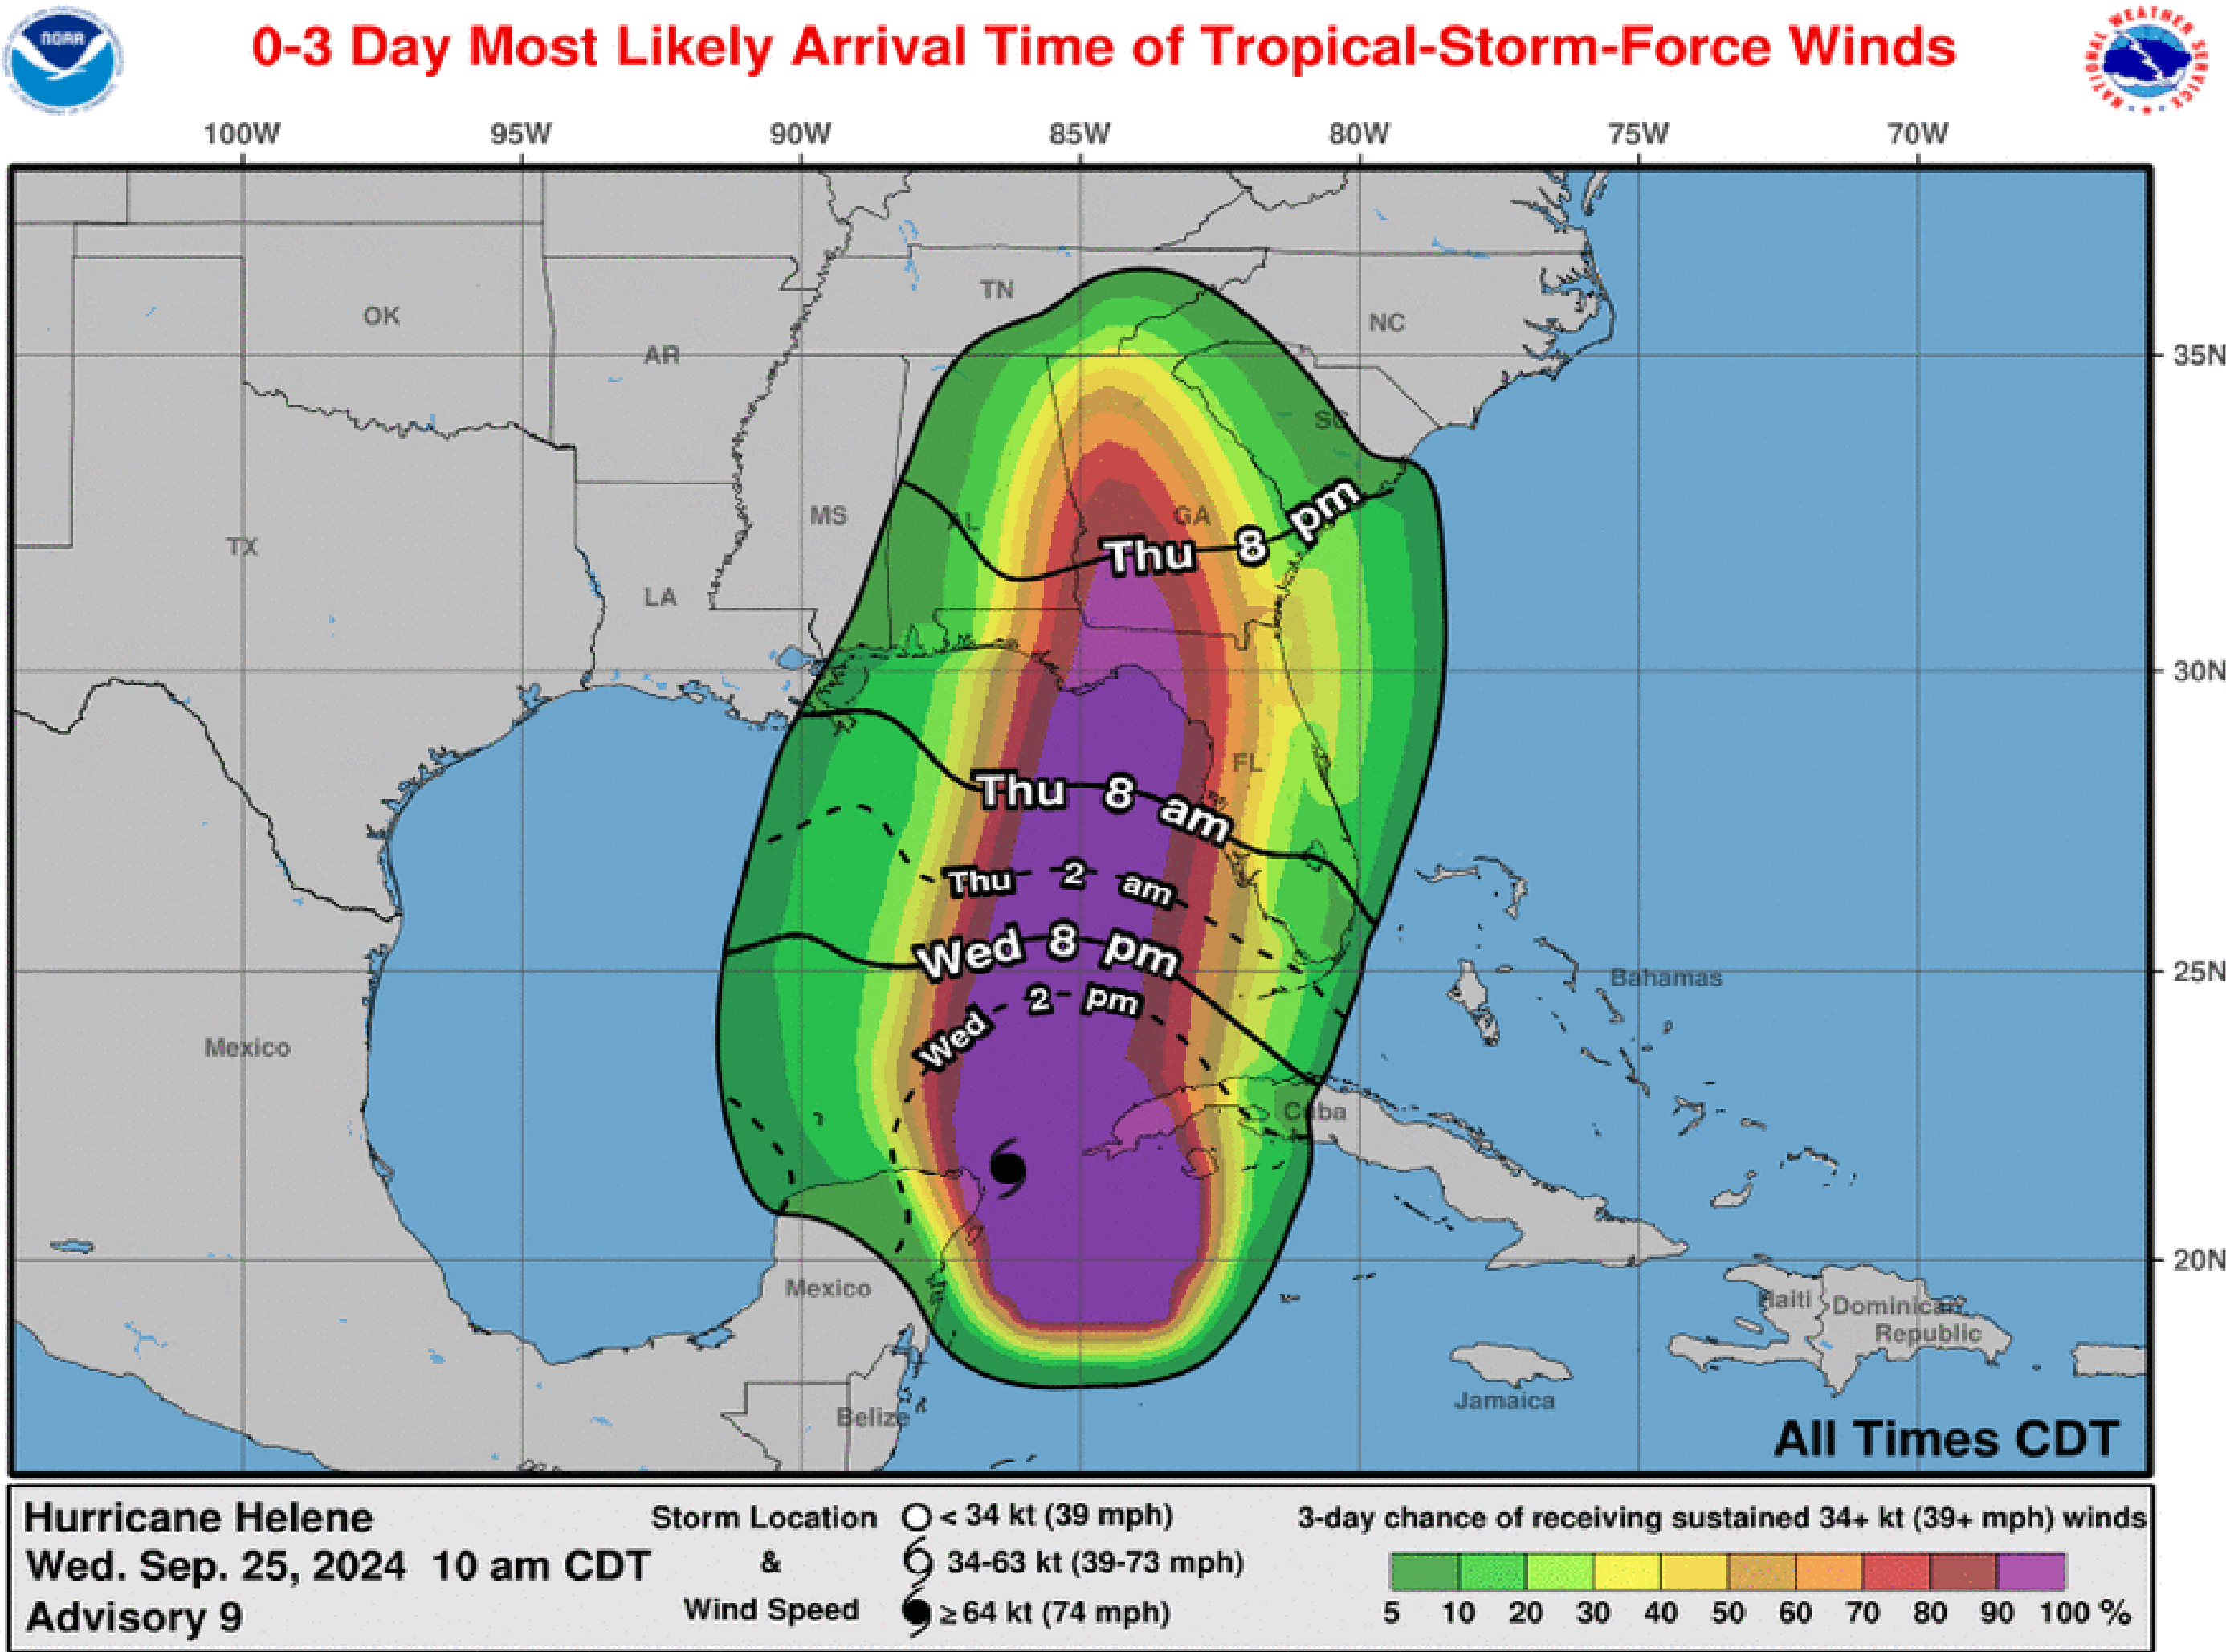 NOAA
0-3 Day Most Likely Arrival Time of Tropical-Storm-Force Winds
NATIONAL WEATHER SERVICE
100W 95W 90W 85W 80W 75W 70W
TN
OK
NC
AR
35N
SC
MS
AL
GA
Thu 8 pm
TX
LA
30N
FL
Thu 8 am
Thu 2 am
Wed 8 pm
25N
Bahamas
Wed 2 pm
Mexico
Cuba
20N
Mexico
Haiti
Dominican
Republic
Jamaica
Belize
All Times CDT
Hurricane Helene
Wed. Sep. 25, 2024 10 am CDT
Advisory 9
Storm Location
&
Wind Speed
< 34 kt (39 mph)
34-63 kt (39-73 mph)
≥ 64 kt (74 mph)
3-day chance of receiving sustained 34+ kt (39+ mph) winds
5 10 20 30 40 50 60 70 80 90 100 %